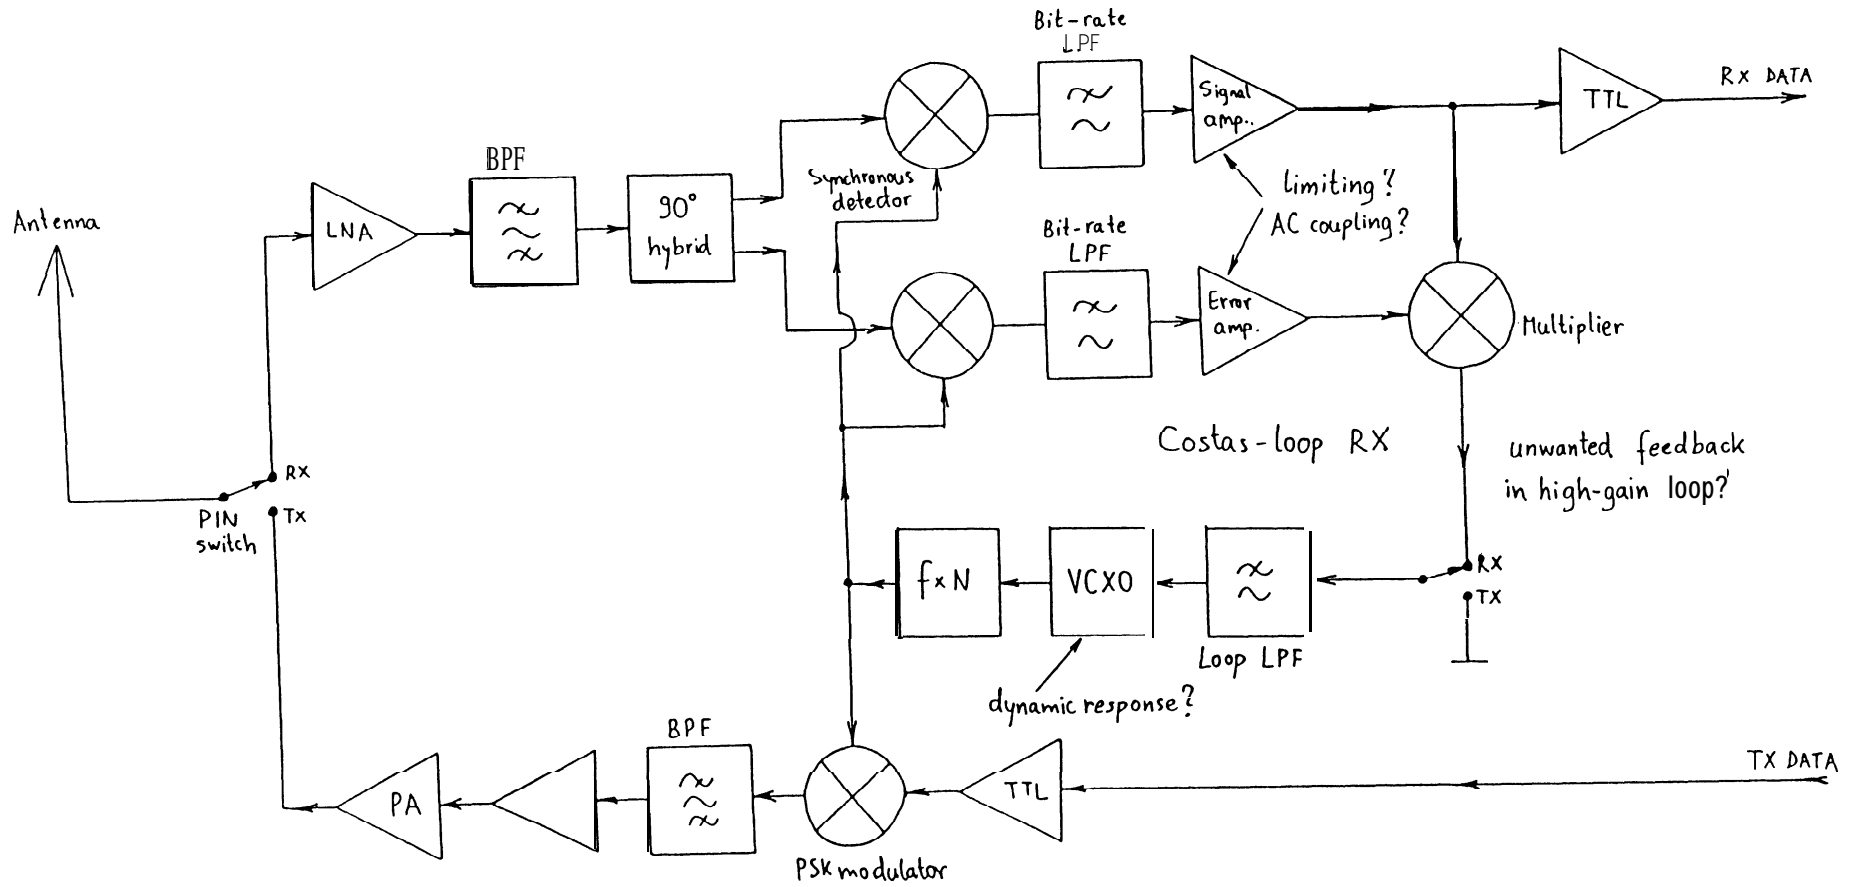 Bit-rate
LPF
Signal
amp..
TTL
RX DATA
BPF
Synchronous
detector
limiting?
AC coupling?
Antenna
LNA
90°
hybrid
Bit-rate
LPF
Error
amp.
Multiplier
Costas-loop RX
unwanted feedback
in high-gain loop?
RX
TX
PIN
switch
f×N
VCXO
RX
TX
Loop LPF
dynamic response?
BPF
PA
TTL
TX DATA
PSK modulator